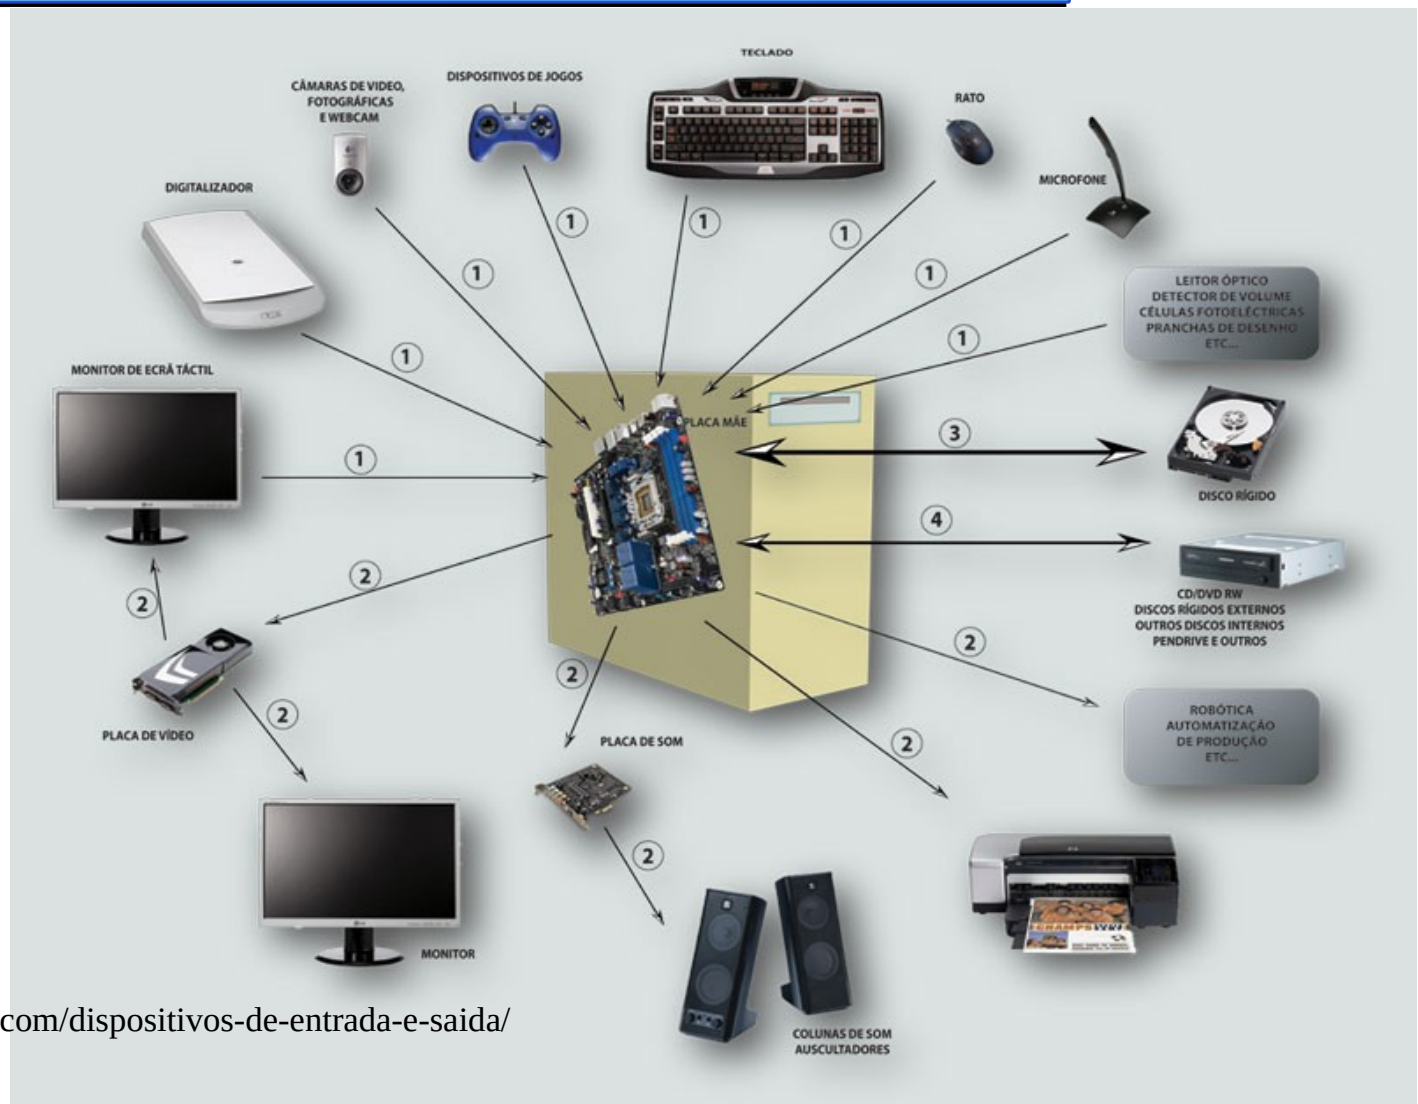 TECLADO
DISPOSITIVOS DE JOGOS
CÂMARAS DE VIDEO,
FOTOGRÁFICAS
E WEBCAM
RATO
MICROFONE
DIGITALIZADOR
1
1
1
1
1
1
1
1
LEITOR ÓPTICO
DETECTOR DE VOLUME
CÉLULAS FOTOELÉCTRICAS
PRANCHAS DE DESENHO
ETC...
MONITOR DE ECRÃ TÁCTIL
PLACA MÃE
3
DISCO RÍGIDO
4
CD/DVD RW
DISCOS RÍGIDOS EXTERNOS
OUTROS DISCOS INTERNOS
PENDRIVE E OUTROS
2
2
2
2
2
2
2
2
PLACA DE VÍDEO
PLACA DE SOM
ROBÓTICA
AUTOMATIZAÇÃO
DE PRODUÇÃO
ETC...
MONITOR
COLUNAS DE SOM
AUSCULTADORES
com/dispositivos-de-entrada-e-saida/